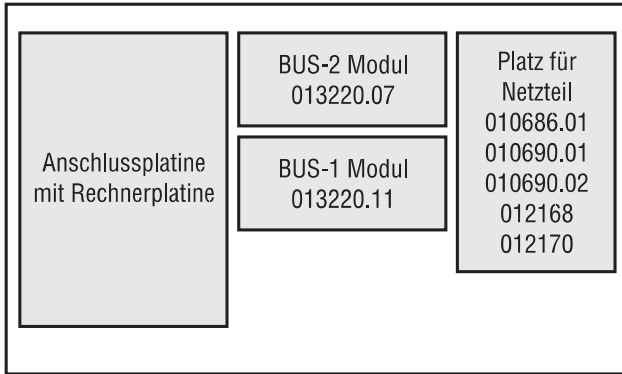 Anschlussplatine
mit Rechnerplatine
BUS-2 Modul
013220.07
BUS-1 Modul
013220.11
Platz für
Netzteil
010686.01
010690.01
010690.02
012168
012170